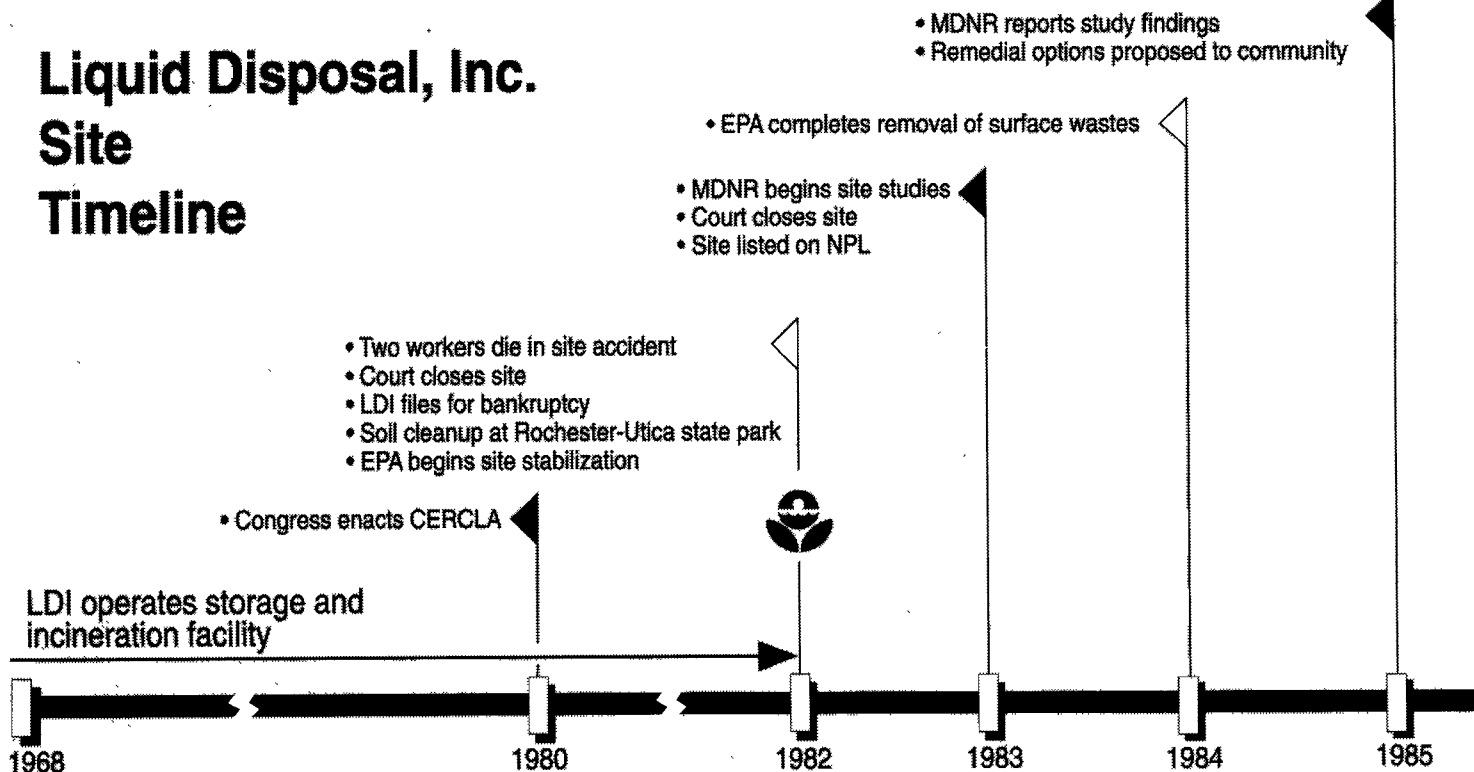 Liquid Disposal, Inc.
Site
Timeline
• MDNR reports study findings
• Remedial options proposed to community
• EPA completes removal of surface wastes
• MDNR begins site studies
• Court closes site
• Site listed on NPL
• Two workers die in site accident
• Court closes site
• LDI files for bankruptcy
• Soil cleanup at Rochester-Utica state park
• EPA begins site stabilization
• Congress enacts CERCLA
LDI operates storage and
incineration facility
1968 1980 1982 1983 1984 1985